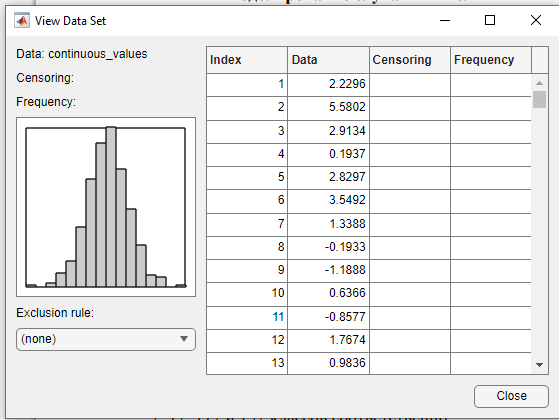 View Data Set
Data: continuous_values
Censoring:
Frequency:
Exclusion rule:
(none)
Index Data Censoring Frequency
1 2.2296
2 5.5802
3 2.9134
4 0.1937
5 2.8297
6 3.5492
7 1.3388
8 -0.1933
9 -1.1888
10 0.6366
11 -0.8577
12 1.7674
13 0.9836
Close